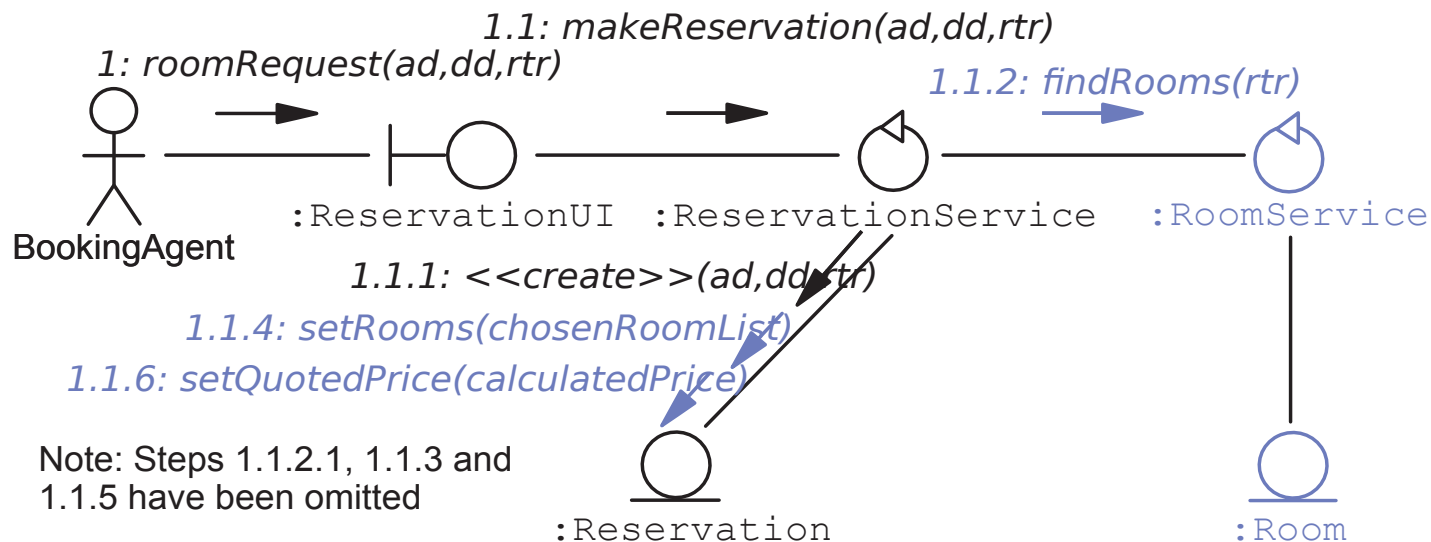 1.1: makeReservation(ad,dd,rtr)
1: roomRequest(ad,dd,rtr)
1.1.2: findRooms(rtr)
:ReservationUI
:ReservationService
:RoomService
BookingAgent
1.1.1: <<create>>(ad,dd,rtr)
1.1.4: setRooms(chosenRoomList)
1.1.6: setQuotedPrice(calculatedPrice)
Note: Steps 1.1.2.1, 1.1.3 and
1.1.5 have been omitted
:Reservation
:Room